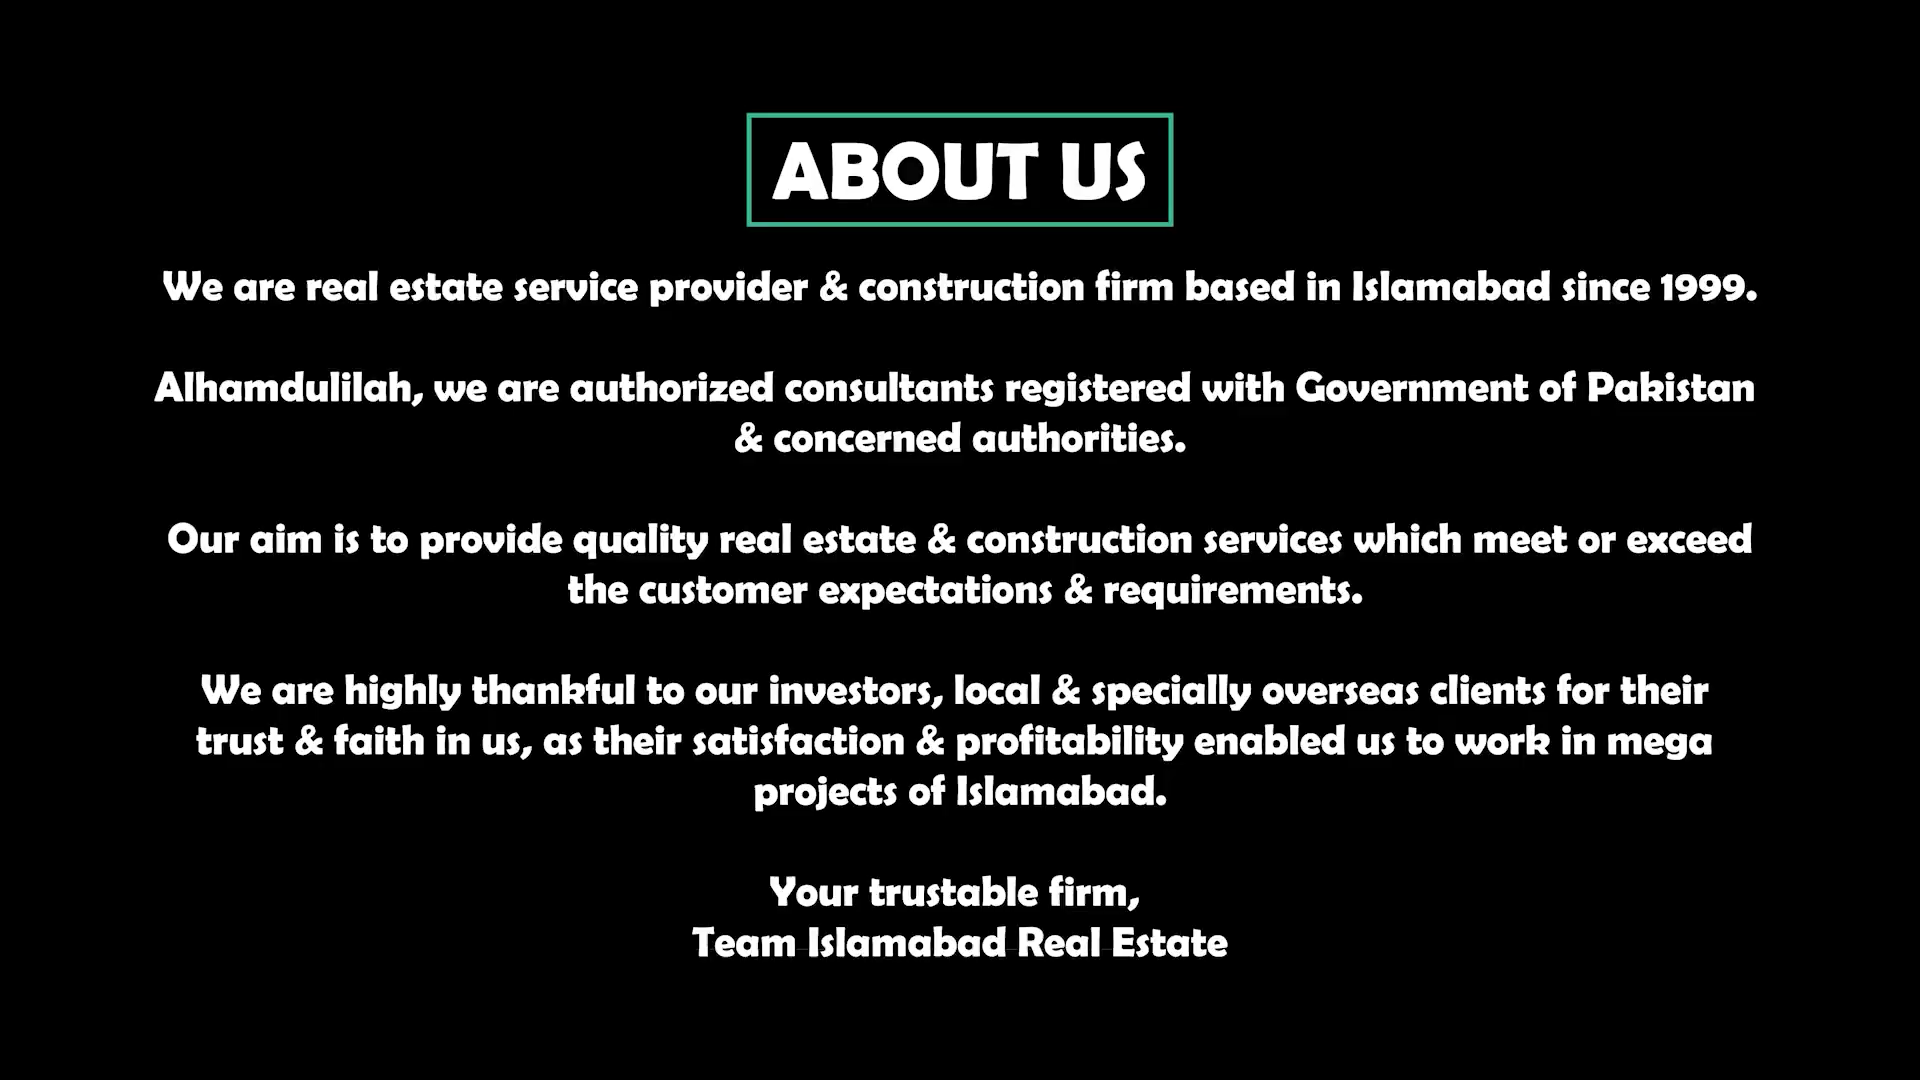 ABOUT US
We are real estate service provider & construction firm based in Islamabad since 1999.
Alhamdulilah, we are authorized consultants registered with Government of Pakistan
& concerned authorities.
Our aim is to provide quality real estate & construction services which meet or exceed
the customer expectations & requirements.
We are highly thankful to our investors, local & specially overseas clients for their
trust & faith in us, as their satisfaction & profitability enabled us to work in mega
projects of Islamabad.
Your trustable firm,
Team Islamabad Real Estate